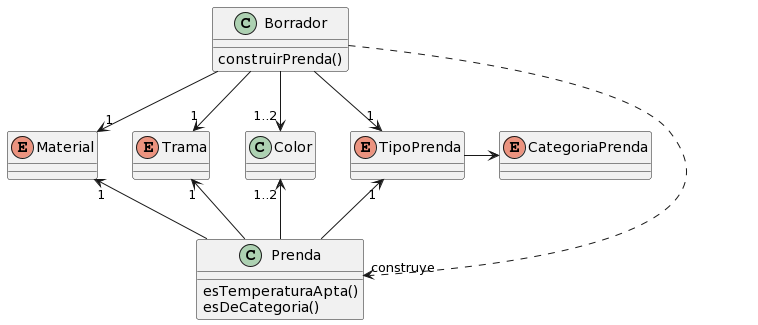 C Borrador
construirPrenda()
1
1
1..2
1
E Material
E Trama
C Color
E TipoPrenda
E CategoriaPrenda
1
1
1..2
1
C Prenda
construye
esTemperaturaApta()
esDeCategoria()